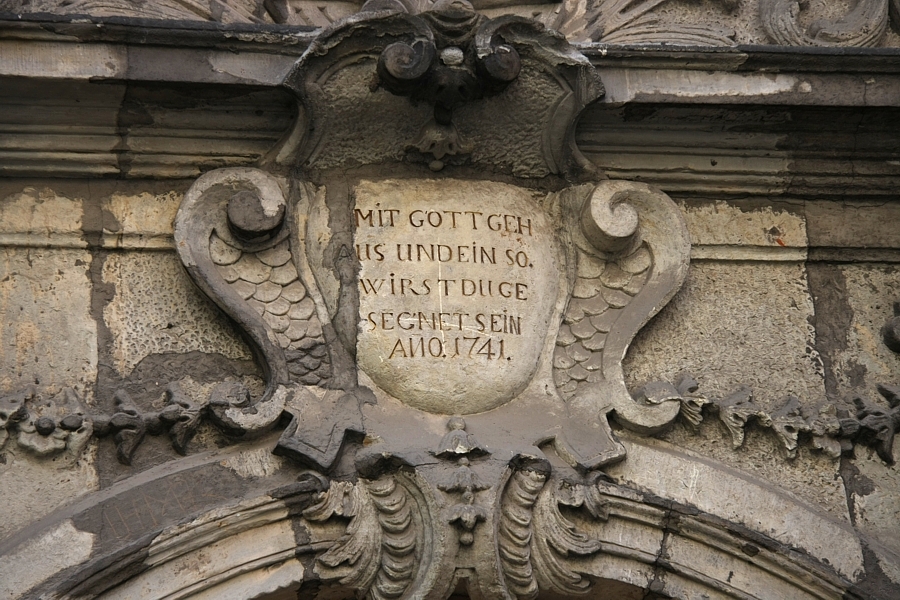 MIT GOTT GEH
AUS UND EIN SO.
WIRST DU GE
SEGNET SEIN
ANO. 1741.